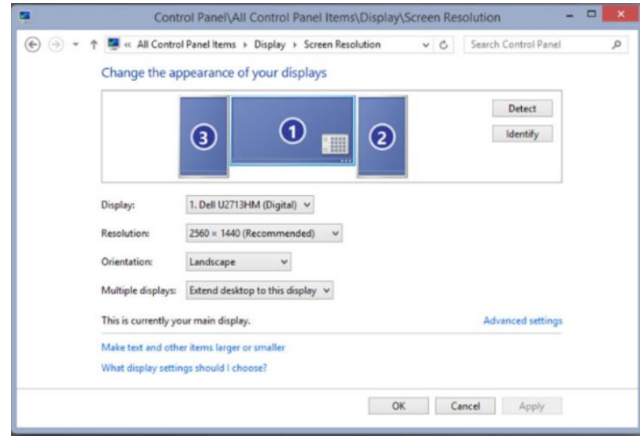 Control Panel\All Control Panel Items\Display\Screen Resolution
« All Control Panel Items ▸ Display ▸ Screen Resolution
Search Control Panel
Change the appearance of your displays
3
1
2
Detect
Identify
Display: 1. Dell U2713HM (Digital)
Resolution: 2560 × 1440 (Recommended)
Orientation: Landscape
Multiple displays: Extend desktop to this display
This is currently your main display. Advanced settings
Make text and other items larger or smaller
What display settings should I choose?
OK Cancel Apply